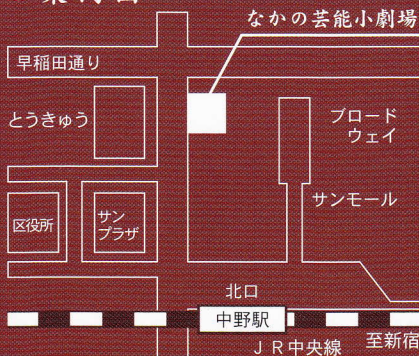 なかの芸能小劇場
早稲田通り
とうきゅう
ブロード
ウェイ
サンモール
区役所
サン
プラザ
北口
中野駅
JR中央線
至新宿